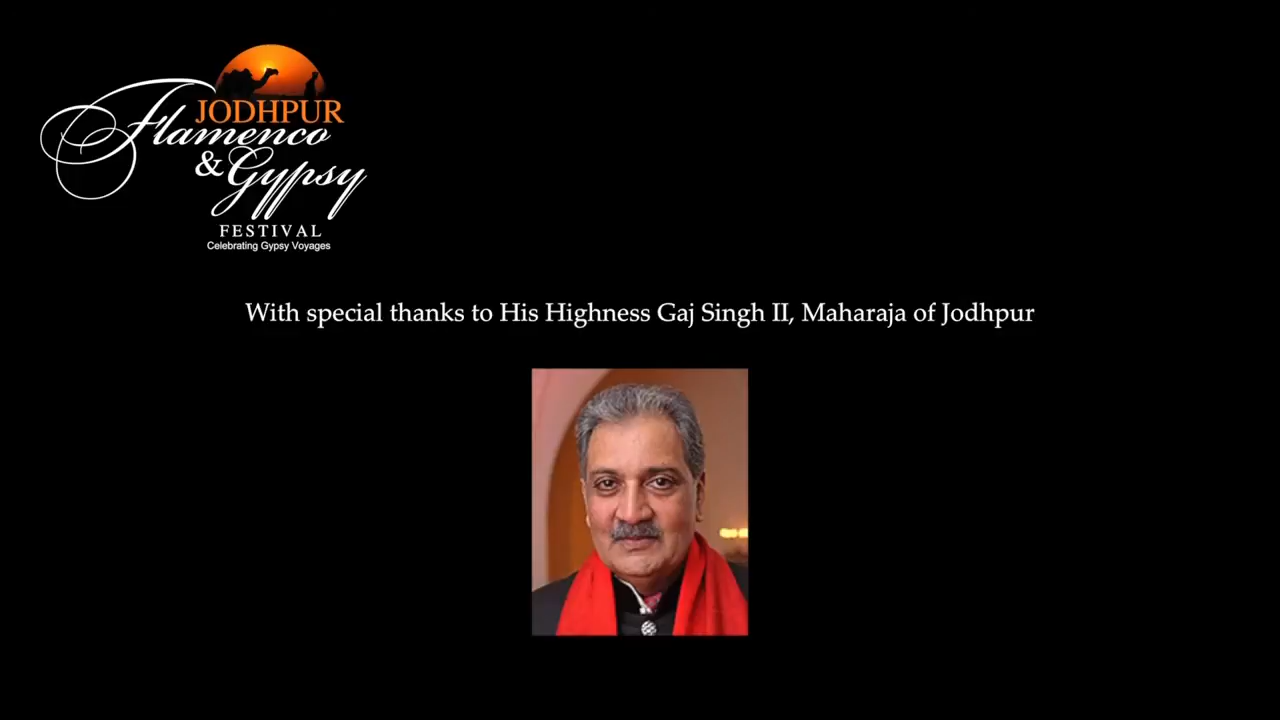 JODHPUR
Flamenco
& Gypsy
FESTIVAL
Celebrating Gypsy Voyages
With special thanks to His Highness Gaj Singh II, Maharaja of Jodhpur